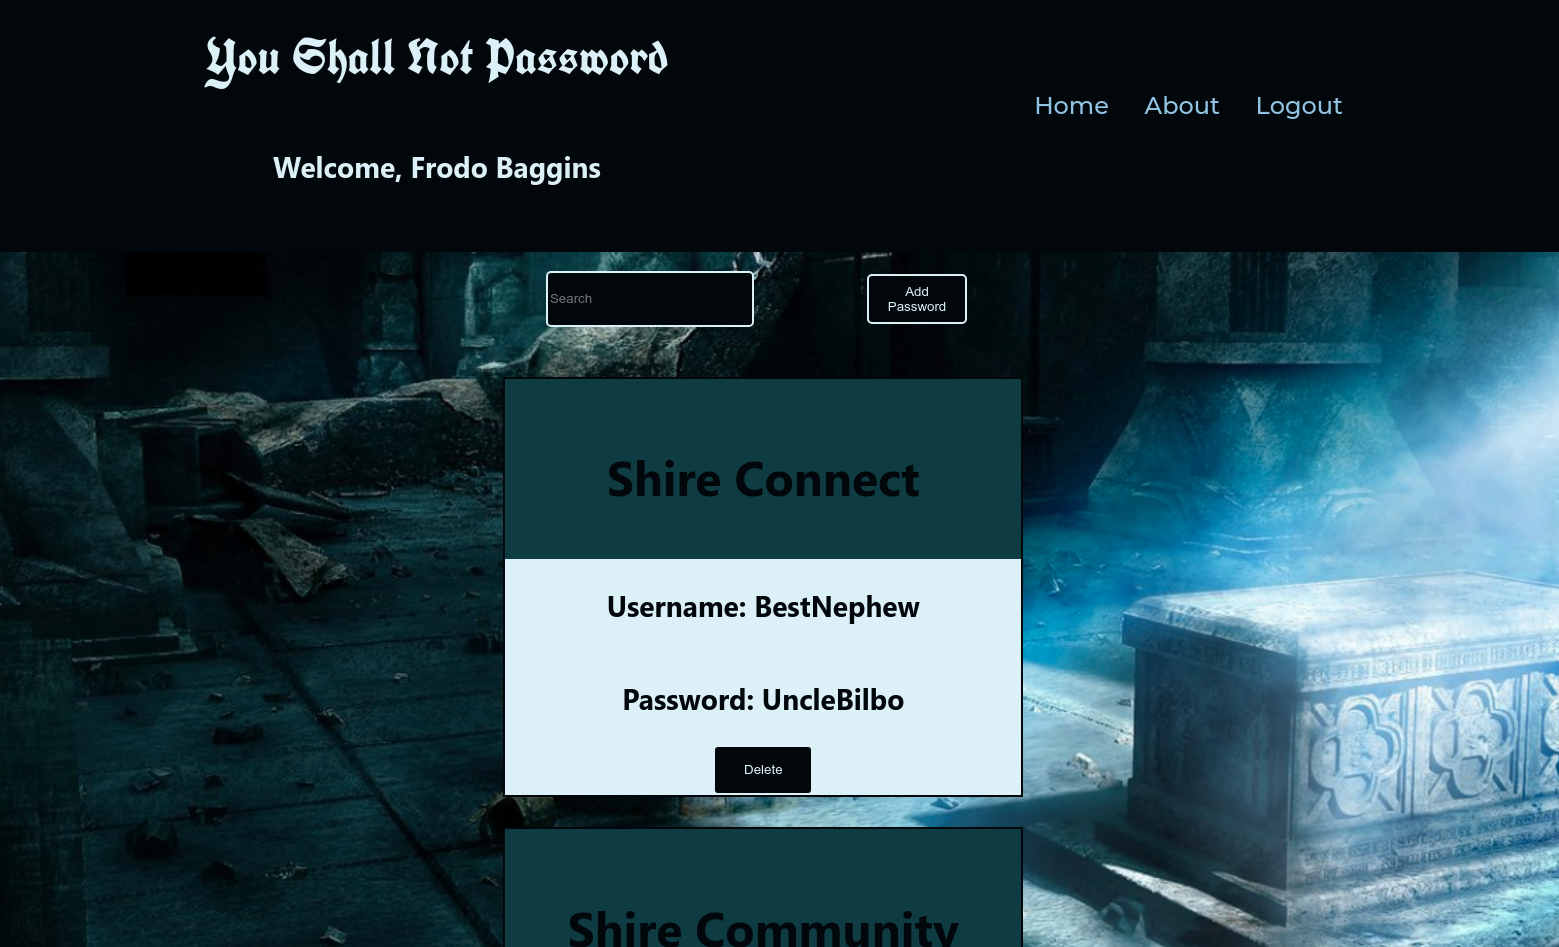 You Shall Not Password
Home About Logout
Welcome, Frodo Baggins
Search
Add
Password
Shire Connect
Username: BestNephew
Password: UncleBilbo
Delete
Shire Community